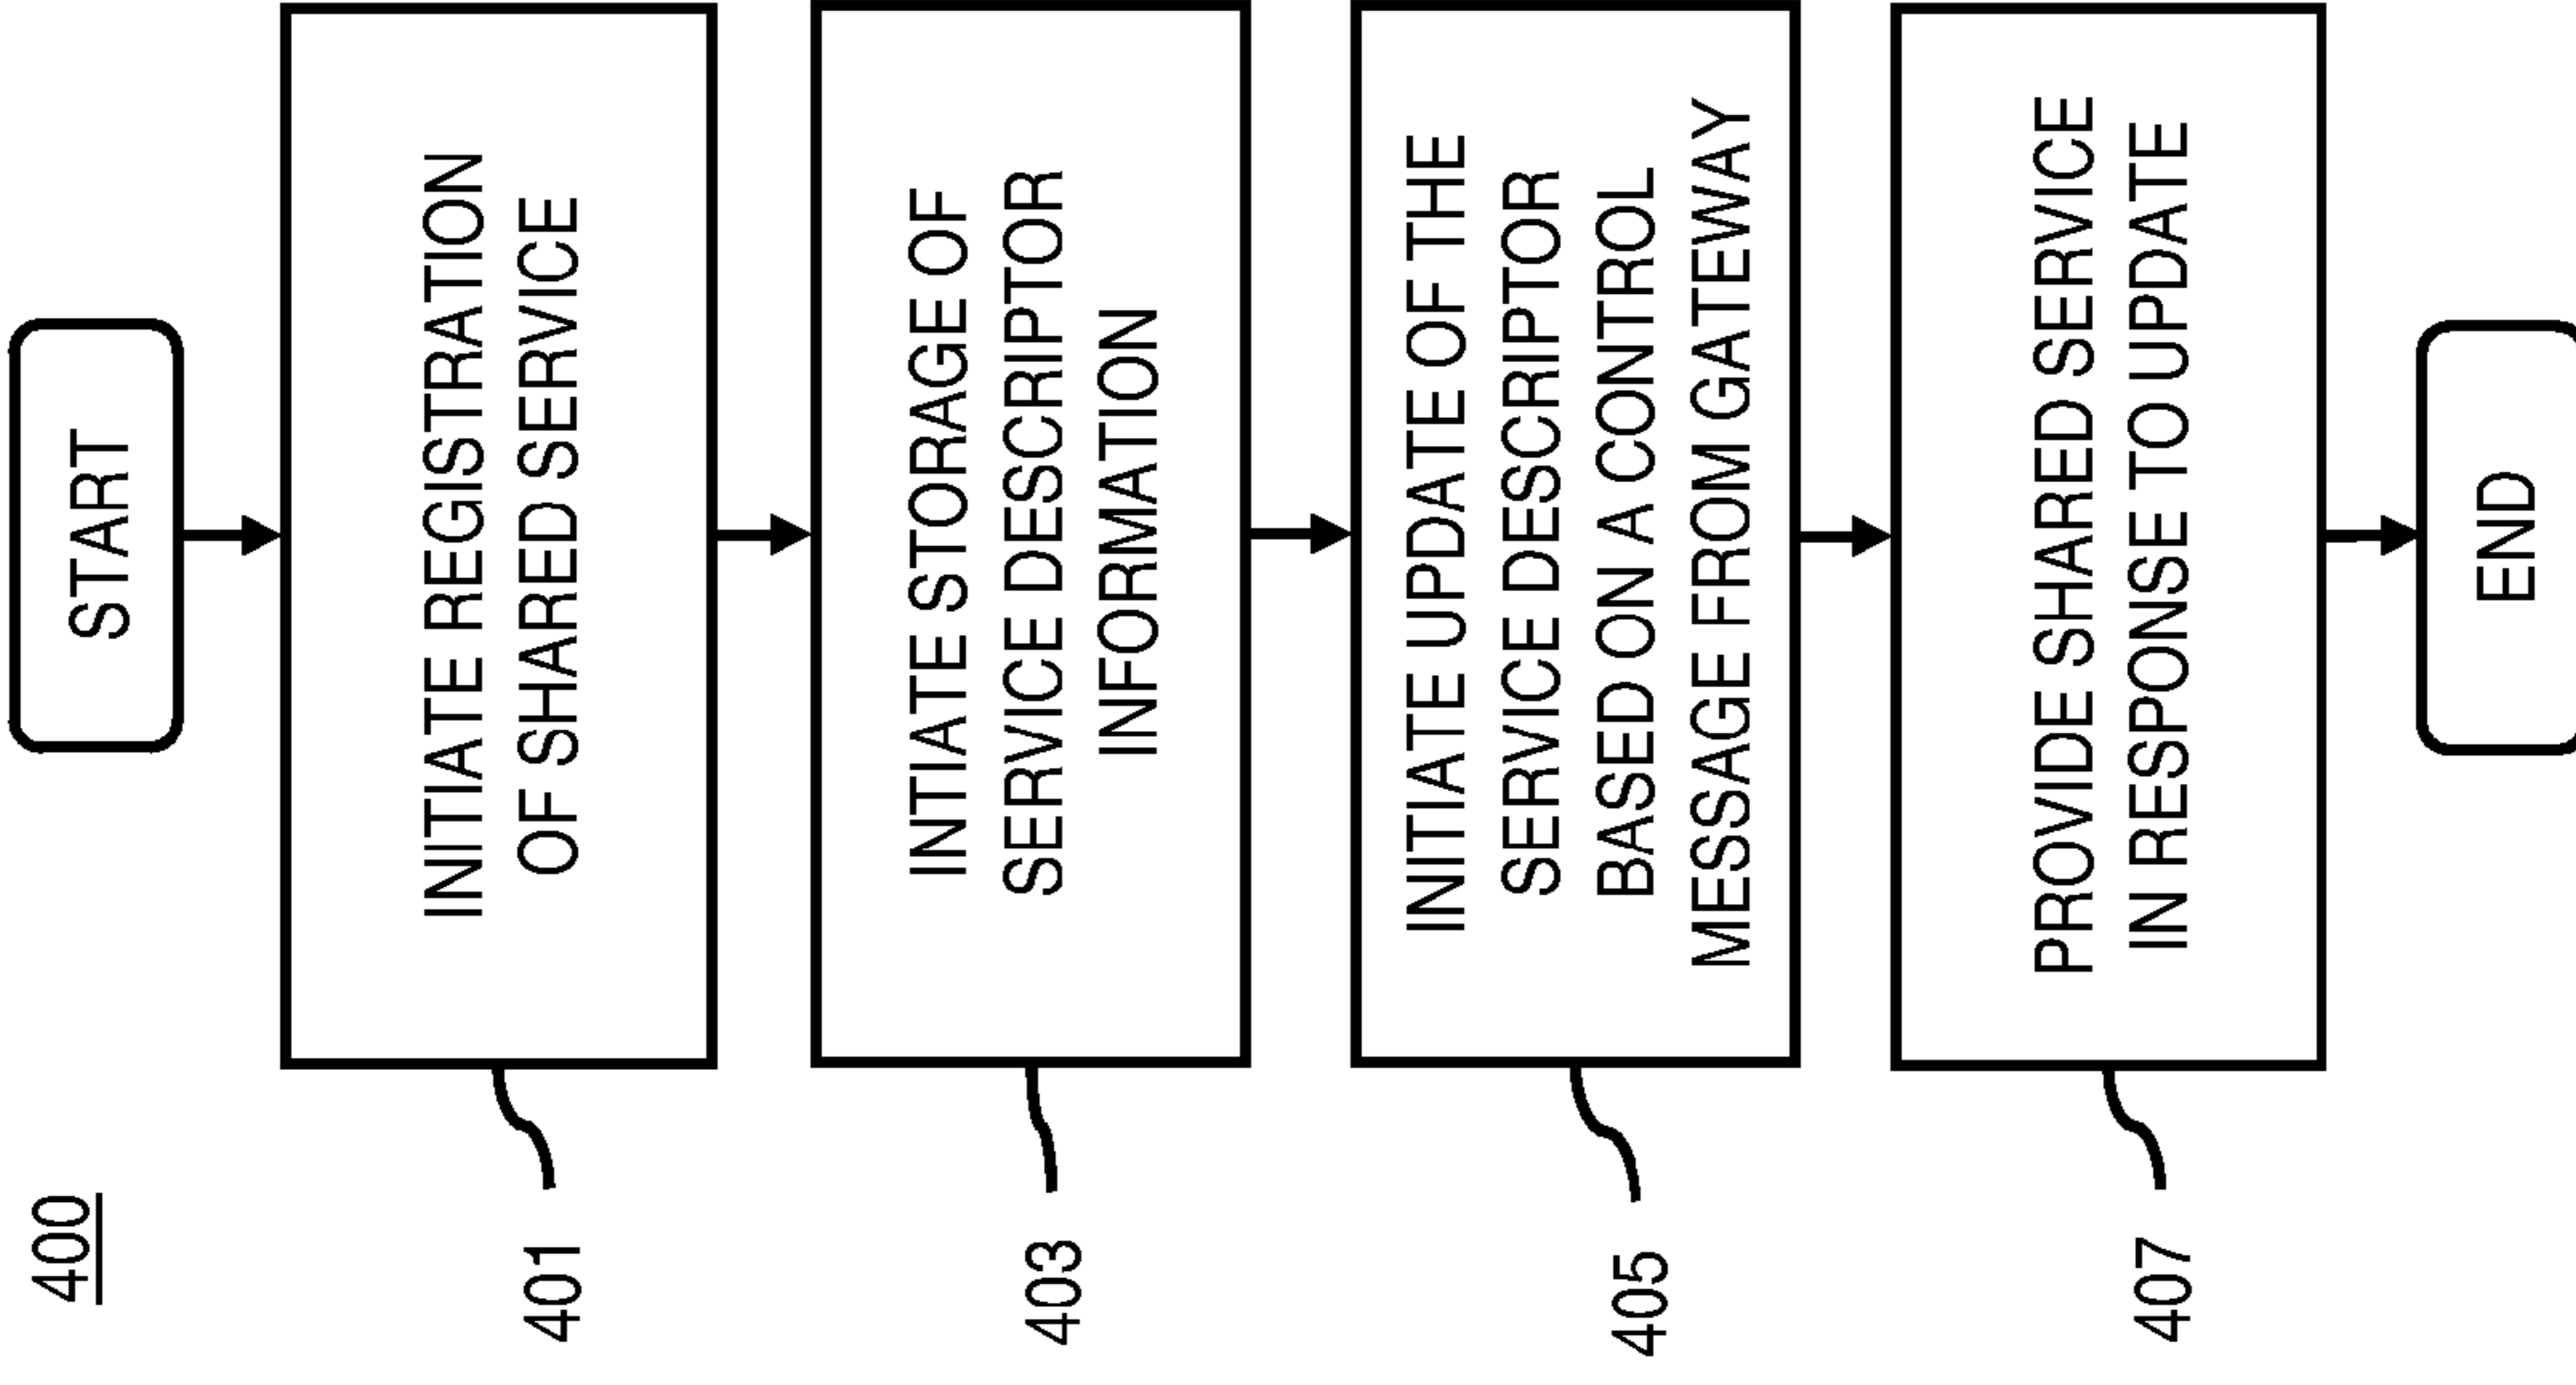 400
START
401
INITIATE REGISTRATION
OF SHARED SERVICE
403
INTIATE STORAGE OF
SERVICE DESCRIPTOR
INFORMATION
405
INITIATE UPDATE OF THE
SERVICE DESCRIPTOR
BASED ON A CONTROL
MESSAGE FROM GATEWAY
407
PROVIDE SHARED SERVICE
IN RESPONSE TO UPDATE
END